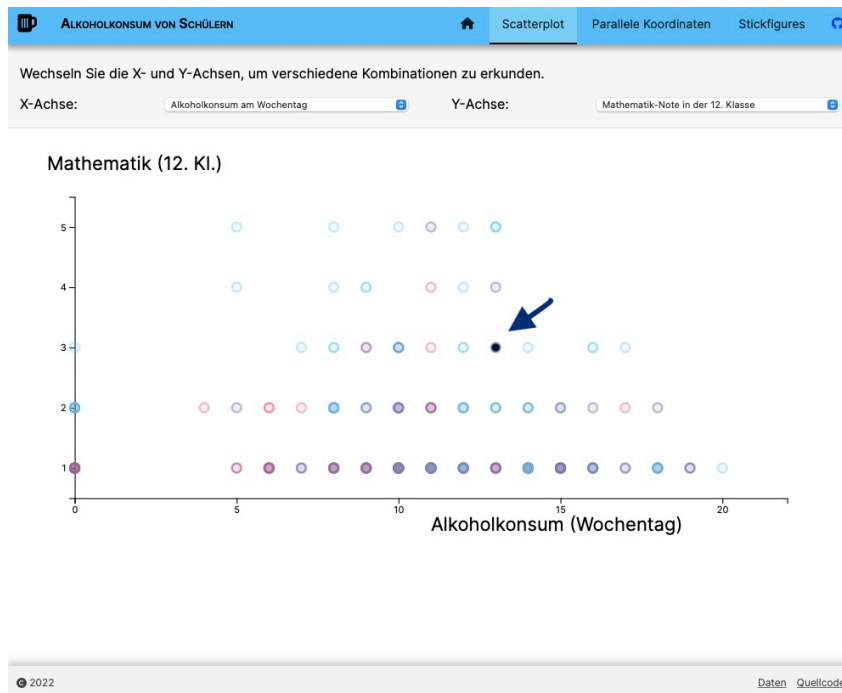 ALKOHOLKONSUM VON SCHÜLERN Scatterplot Parallele Koordinaten Stickfigures
Wechseln Sie die X- und Y-Achsen, um verschiedene Kombinationen zu erkunden.
X-Achse: Alkoholkonsum am Wochentag Y-Achse: Mathematik-Note in der 12. Klasse
Mathematik (12. Kl.)
5
4
3
2
1
0 5 10 15 20
Alkoholkonsum (Wochentag)
© 2022 Daten Quellcode